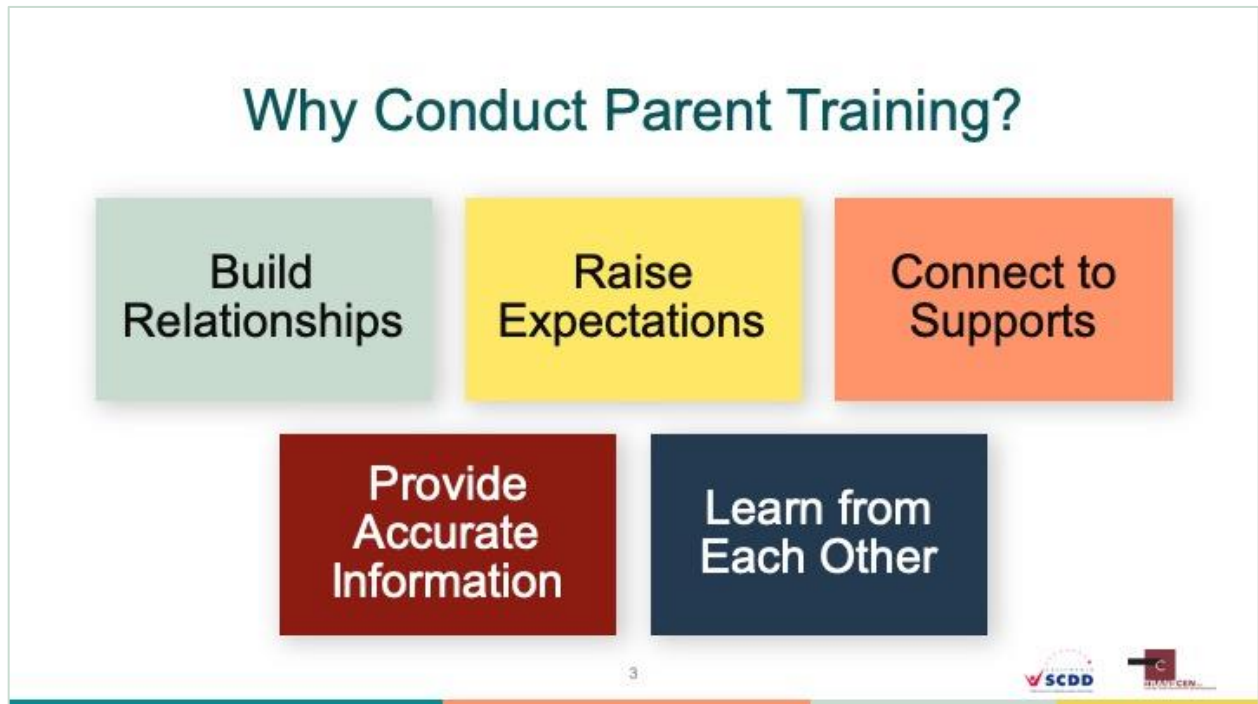 Why Conduct Parent Training?
Build
Relationships
Raise
Expectations
Connect to
Supports
Provide
Accurate
Information
Learn from
Each Other
3
SCDD